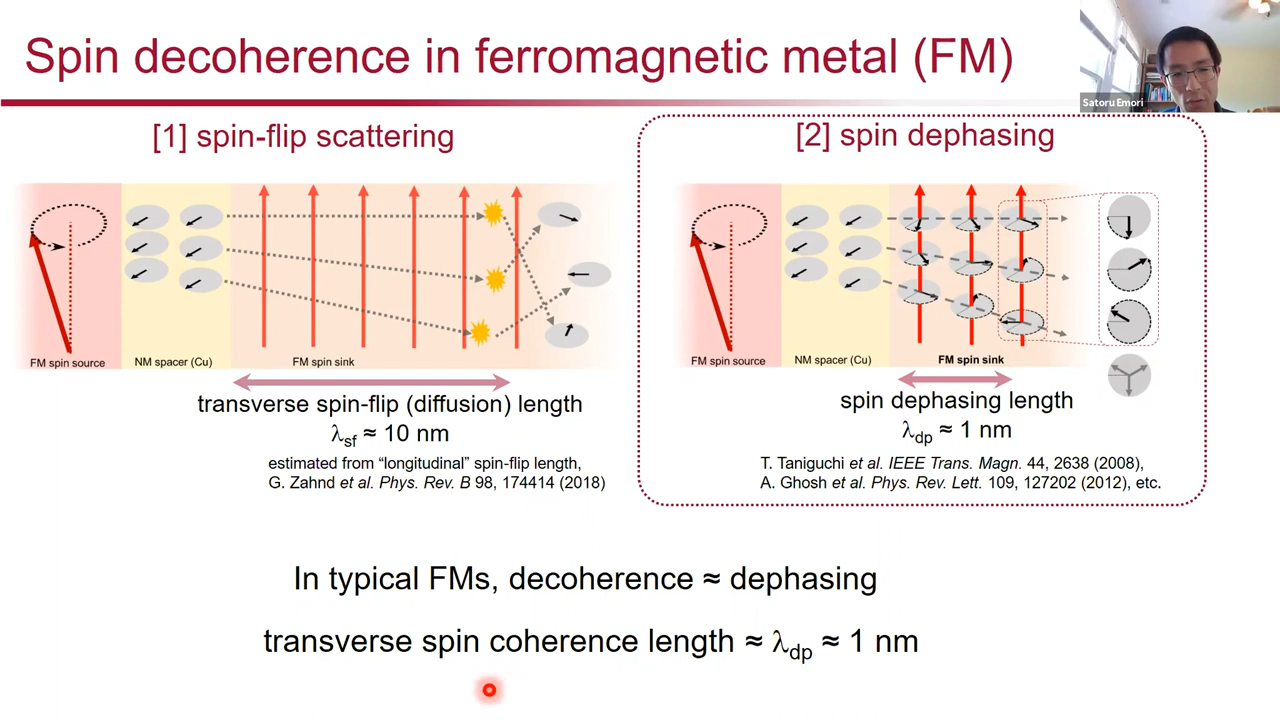 Spin decoherence in ferromagnetic metal (FM)
Satoru Emori
[1] spin-flip scattering
FM spin source
NM spacer (Cu)
FM spin sink
transverse spin-flip (diffusion) length
λsf ≈ 10 nm
estimated from “longitudinal” spin-flip length,
G. Zahnd et al. Phys. Rev. B 98, 174414 (2018)
[2] spin dephasing
FM spin source
NM spacer (Cu)
FM spin sink
spin dephasing length
λdp ≈ 1 nm
T. Taniguchi et al. IEEE Trans. Magn. 44, 2638 (2008),
A. Ghosh et al. Phys. Rev. Lett. 109, 127202 (2012), etc.
In typical FMs, decoherence ≈ dephasing
transverse spin coherence length ≈ λdp ≈ 1 nm